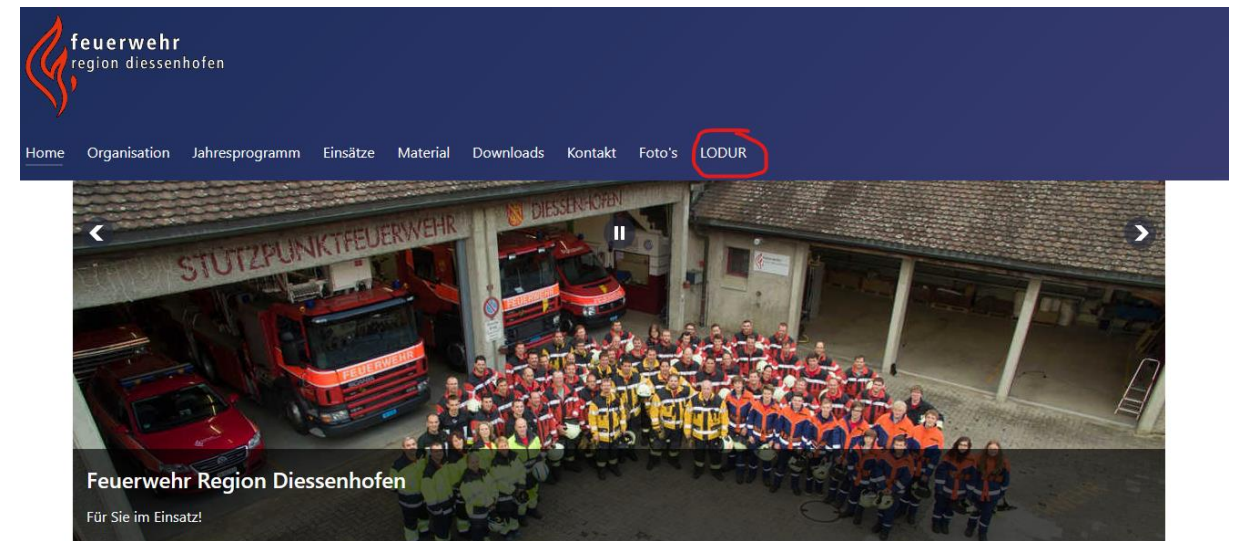 feuerwehr
region diessenhofen
Home Organisation Jahresprogramm Einsätze Material Downloads Kontakt Foto's LODUR
STÜTZPUNKTFEUERWEHR DIESSENHOFEN
FEUERWEHR
FEUERWEHR
Feuerwehr Region Diessenhofen
Für Sie im Einsatz!